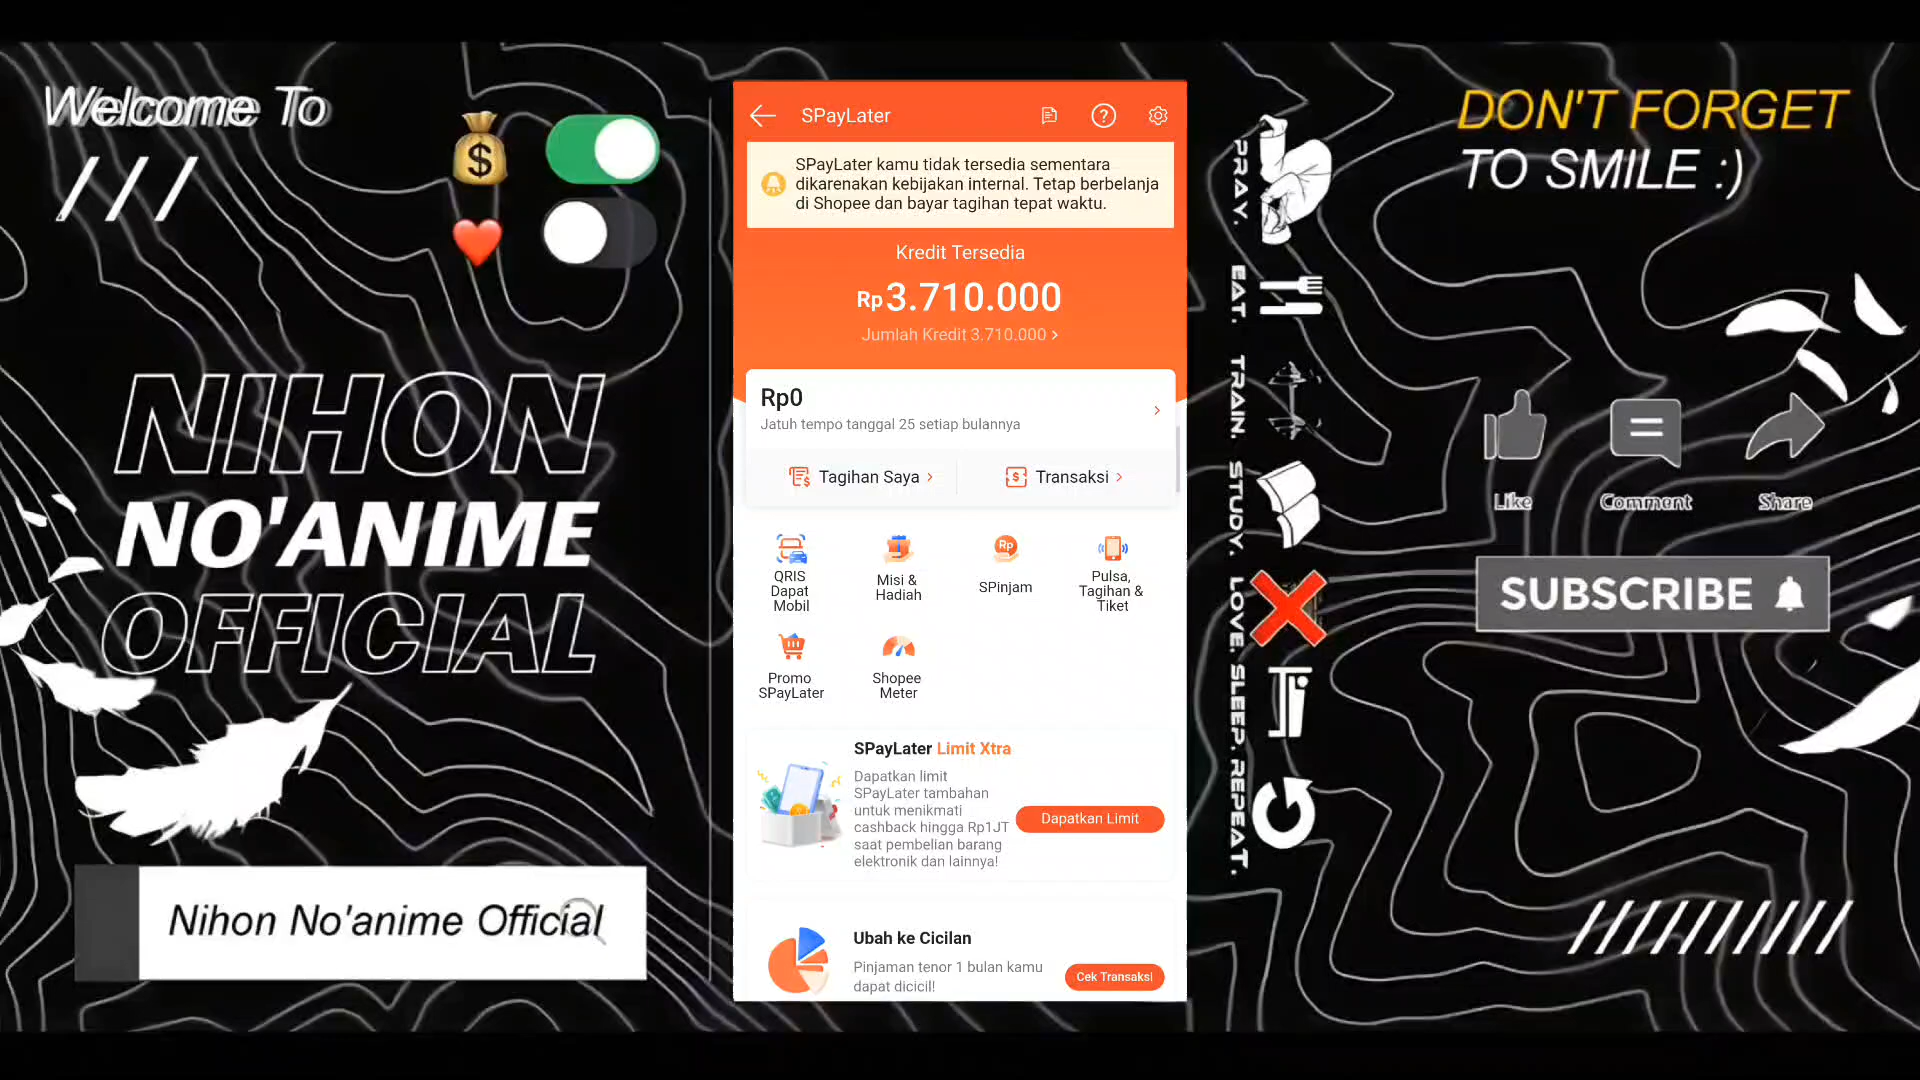 Welcome To
NIHON
NO'ANIME
OFFICIAL
Nihon No'anime Official
SPayLater
?
SPayLater kamu tidak tersedia sementara
dikarenakan kebijakan internal. Tetap berbelanja
di Shopee dan bayar tagihan tepat waktu.
Kredit Tersedia
Rp3.710.000
Jumlah Kredit 3.710.000 >
Rp0
Jatuh tempo tanggal 25 setiap bulannya
Tagihan Saya >
Transaksi >
QRIS
Dapat
Mobil
Misi &
Hadiah
Rp
SPinjam
Pulsa,
Tagihan &
Tiket
Promo
SPayLater
Shopee
Meter
SPayLater Limit Xtra
Dapatkan limit
SPayLater tambahan
untuk menikmati
cashback hingga Rp1JT
saat pembelian barang
elektronik dan lainnya!
Dapatkan Limit
Ubah ke Cicilan
Pinjaman tenor 1 bulan kamu
dapat dicicil!
Cek Transaksi
PRAY. EAT. TRAIN. STUDY. LOVE. SLEEP. REPEAT.
DON'T FORGET
TO SMILE :)
Like
Comment
Share
SUBSCRIBE